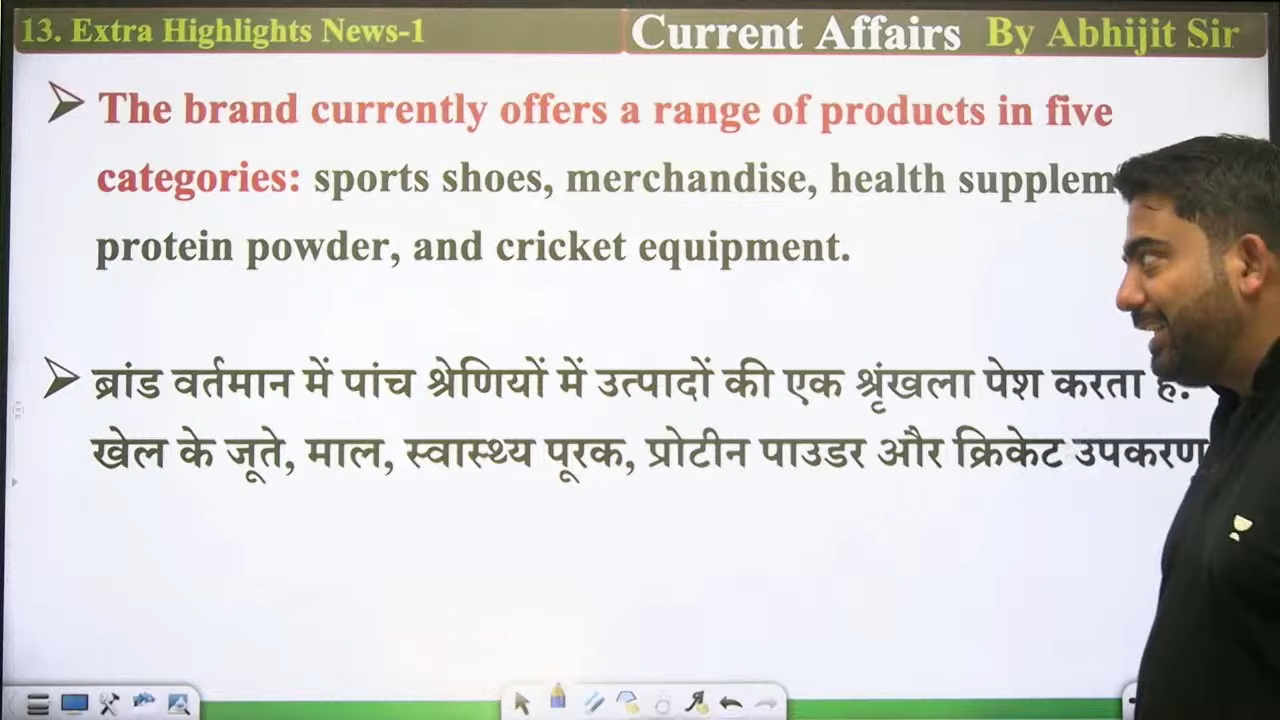 13. Extra Highlights News-1
Current Affairs By Abhijit Sir
The brand currently offers a range of products in five
categories: sports shoes, merchandise, health supplem
protein powder, and cricket equipment.
ब्रांड वर्तमान में पांच श्रेणियों में उत्पादों की एक श्रृंखला पेश करता है:
खेल के जूते, माल, स्वास्थ्य पूरक, प्रोटीन पाउडर और क्रिकेट उपकरण